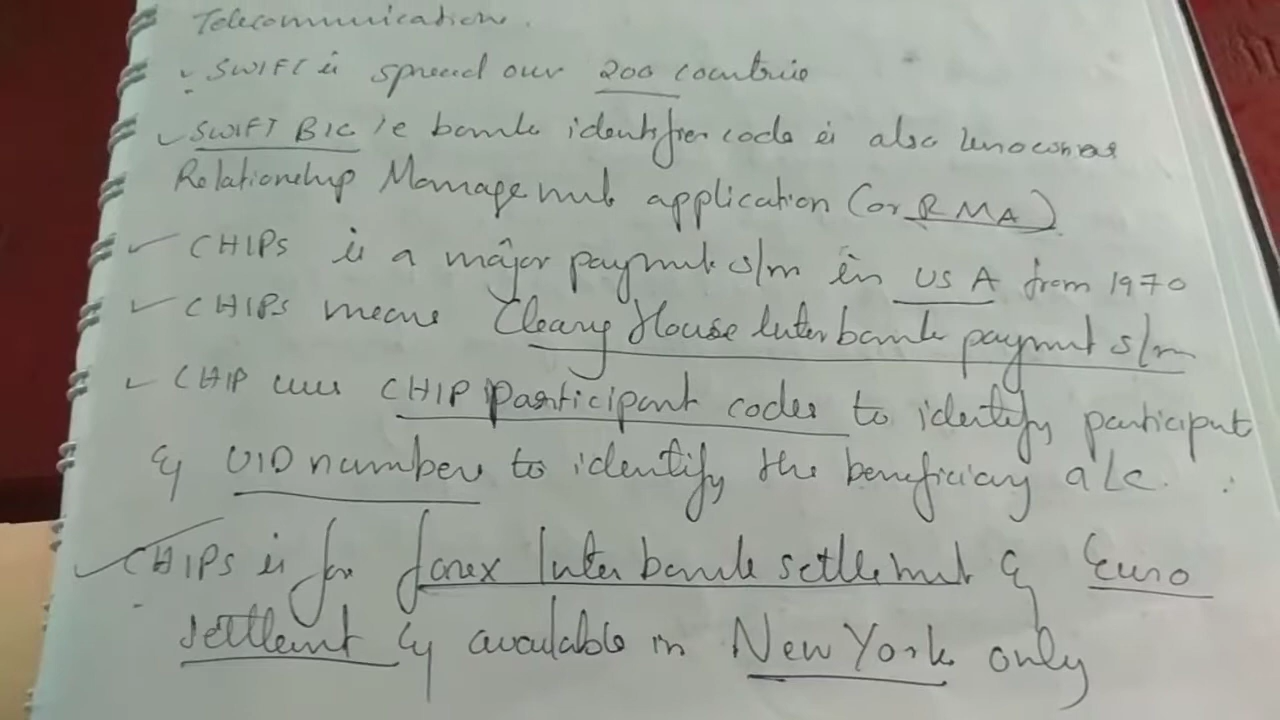 Telecommunication.
SWIFT is spread over 200 countries
SWIFT BIC ie bank identifier code is also known as
Relationship Management application (or RMA)
CHIPs is a major payment s/m in USA from 1970
CHIPs means Clearing House Interbank payment s/m
CHIP uses CHIP Participant codes to identify participant
& UID number to identify the beneficiary a/c.
CHIPs is for forex Inter bank settlement & Euro
settlement & available in New York only